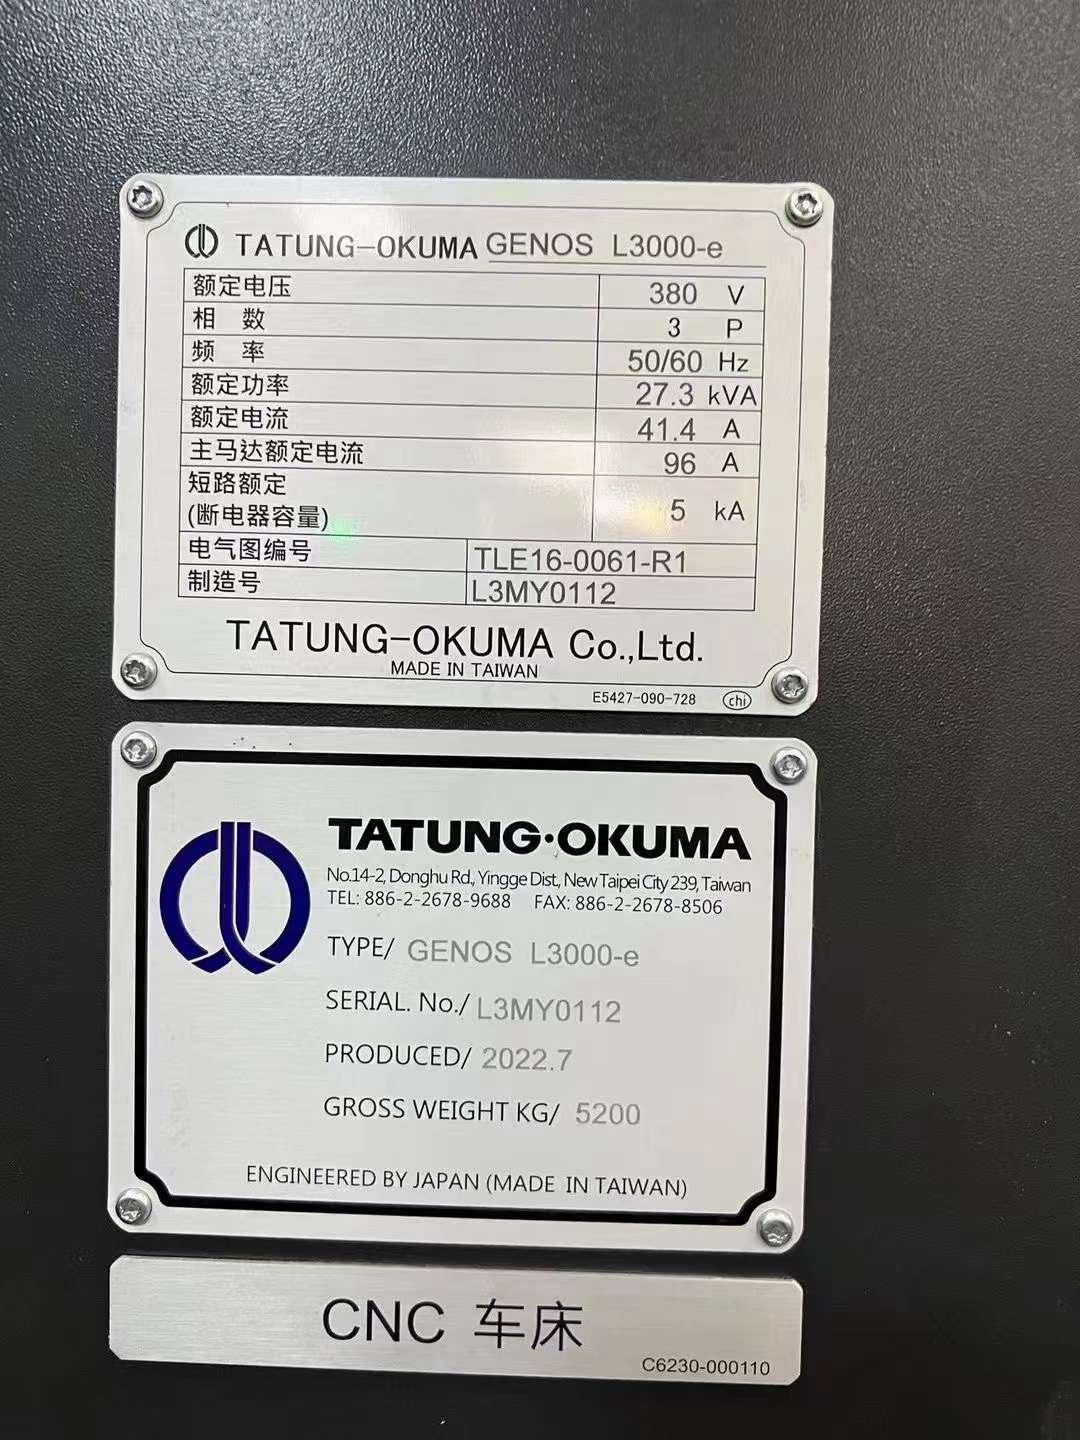 TATUNG-OKUMA GENOS L3000-e
额定电压 380 V
相 数 3 P
频 率 50/60 Hz
额定功率 27.3 kVA
额定电流 41.4 A
主马达额定电流 96 A
短路额定
(断电器容量) 5 kA
电气图编号 TLE16-0061-R1
制造号 L3MY0112
TATUNG-OKUMA Co.,Ltd.
MADE IN TAIWAN
E5427-090-728 chi
TATUNG·OKUMA
No.14-2, Donghu Rd., Yingge Dist., New Taipei City 239, Taiwan
TEL: 886-2-2678-9688 FAX: 886-2-2678-8506
TYPE/ GENOS L3000-e
SERIAL. No./ L3MY0112
PRODUCED/ 2022.7
GROSS WEIGHT KG/ 5200
ENGINEERED BY JAPAN (MADE IN TAIWAN)
CNC 车床
C6230-000110